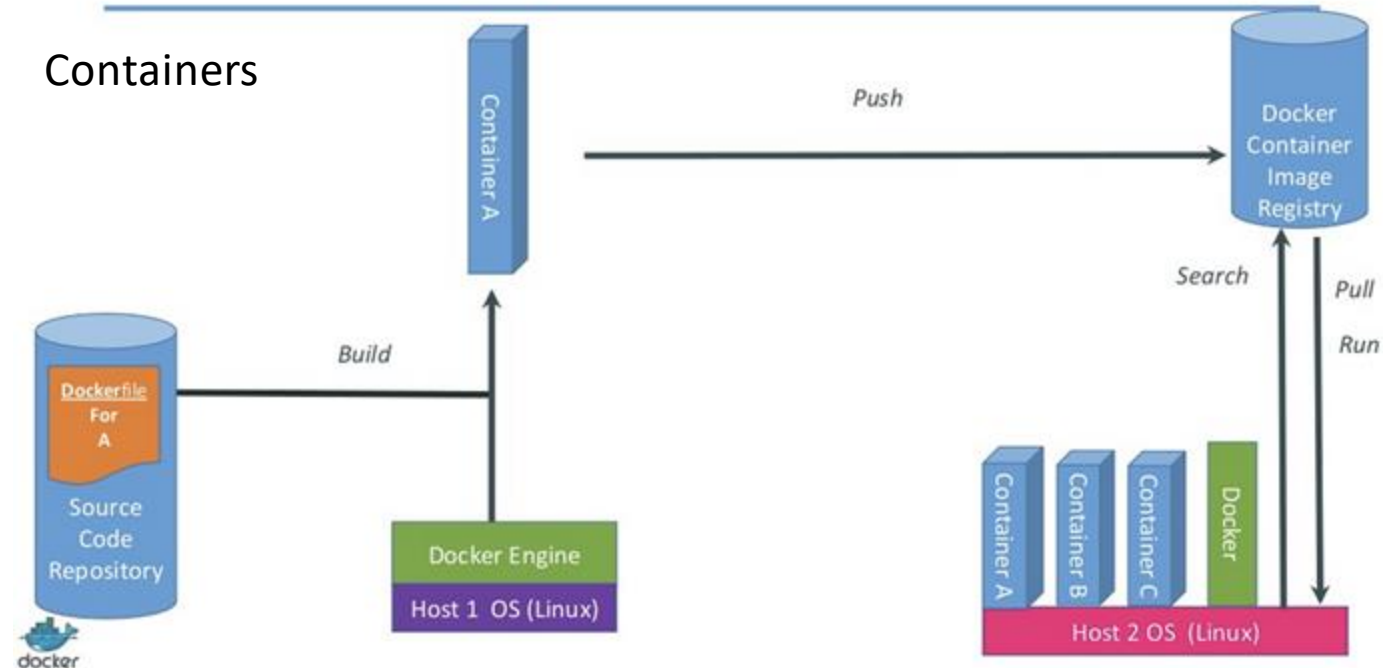 Containers
Container A
Push
Docker
Container
Image
Registry
Search
Pull
Run
Build
Dockerfile
For
A
Source
Code
Repository
Docker Engine
Host 1 OS (Linux)
Container A
Container B
Container C
Docker
Host 2 OS (Linux)
docker